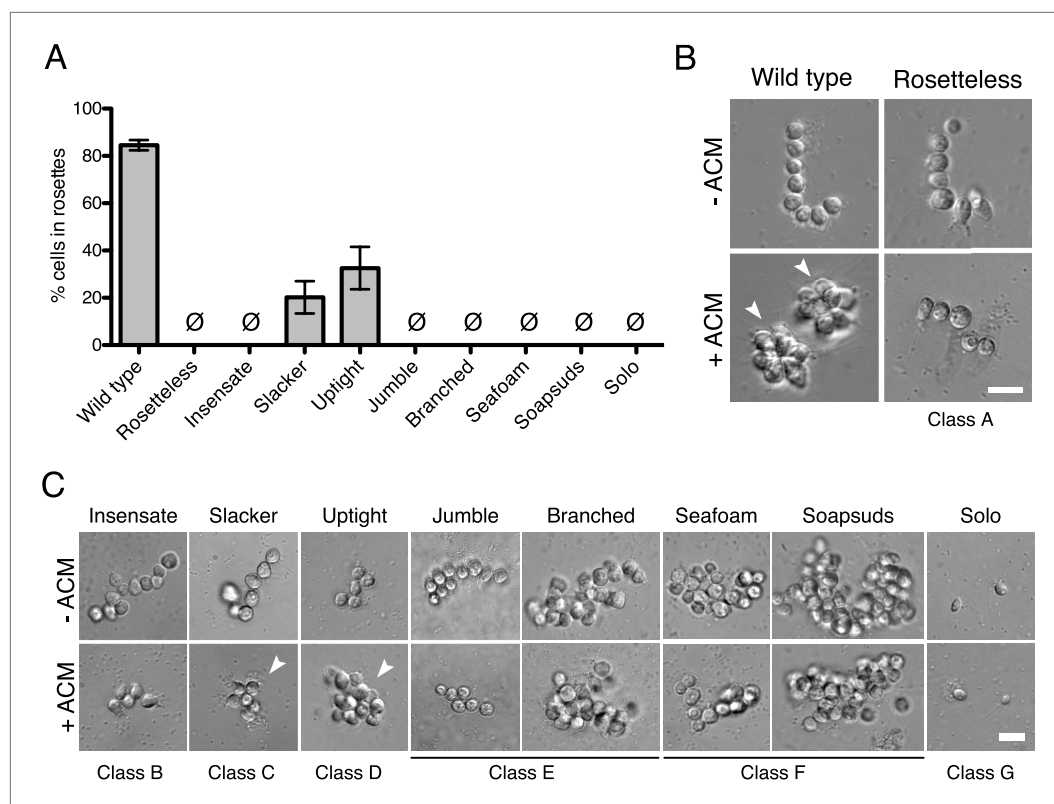 A
% cells in rosettes
100
80
60
40
20
0
Ø Ø Ø Ø Ø Ø Ø
Wild type Rosetteless Insensate Slacker Uptight Jumble Branched Seafoam Soapsuds Solo
B
Wild type Rosetteless
- ACM
+ ACM
Class A
C
Insensate Slacker Uptight Jumble Branched Seafoam Soapsuds Solo
- ACM
+ ACM
Class B Class C Class D Class E Class F Class G